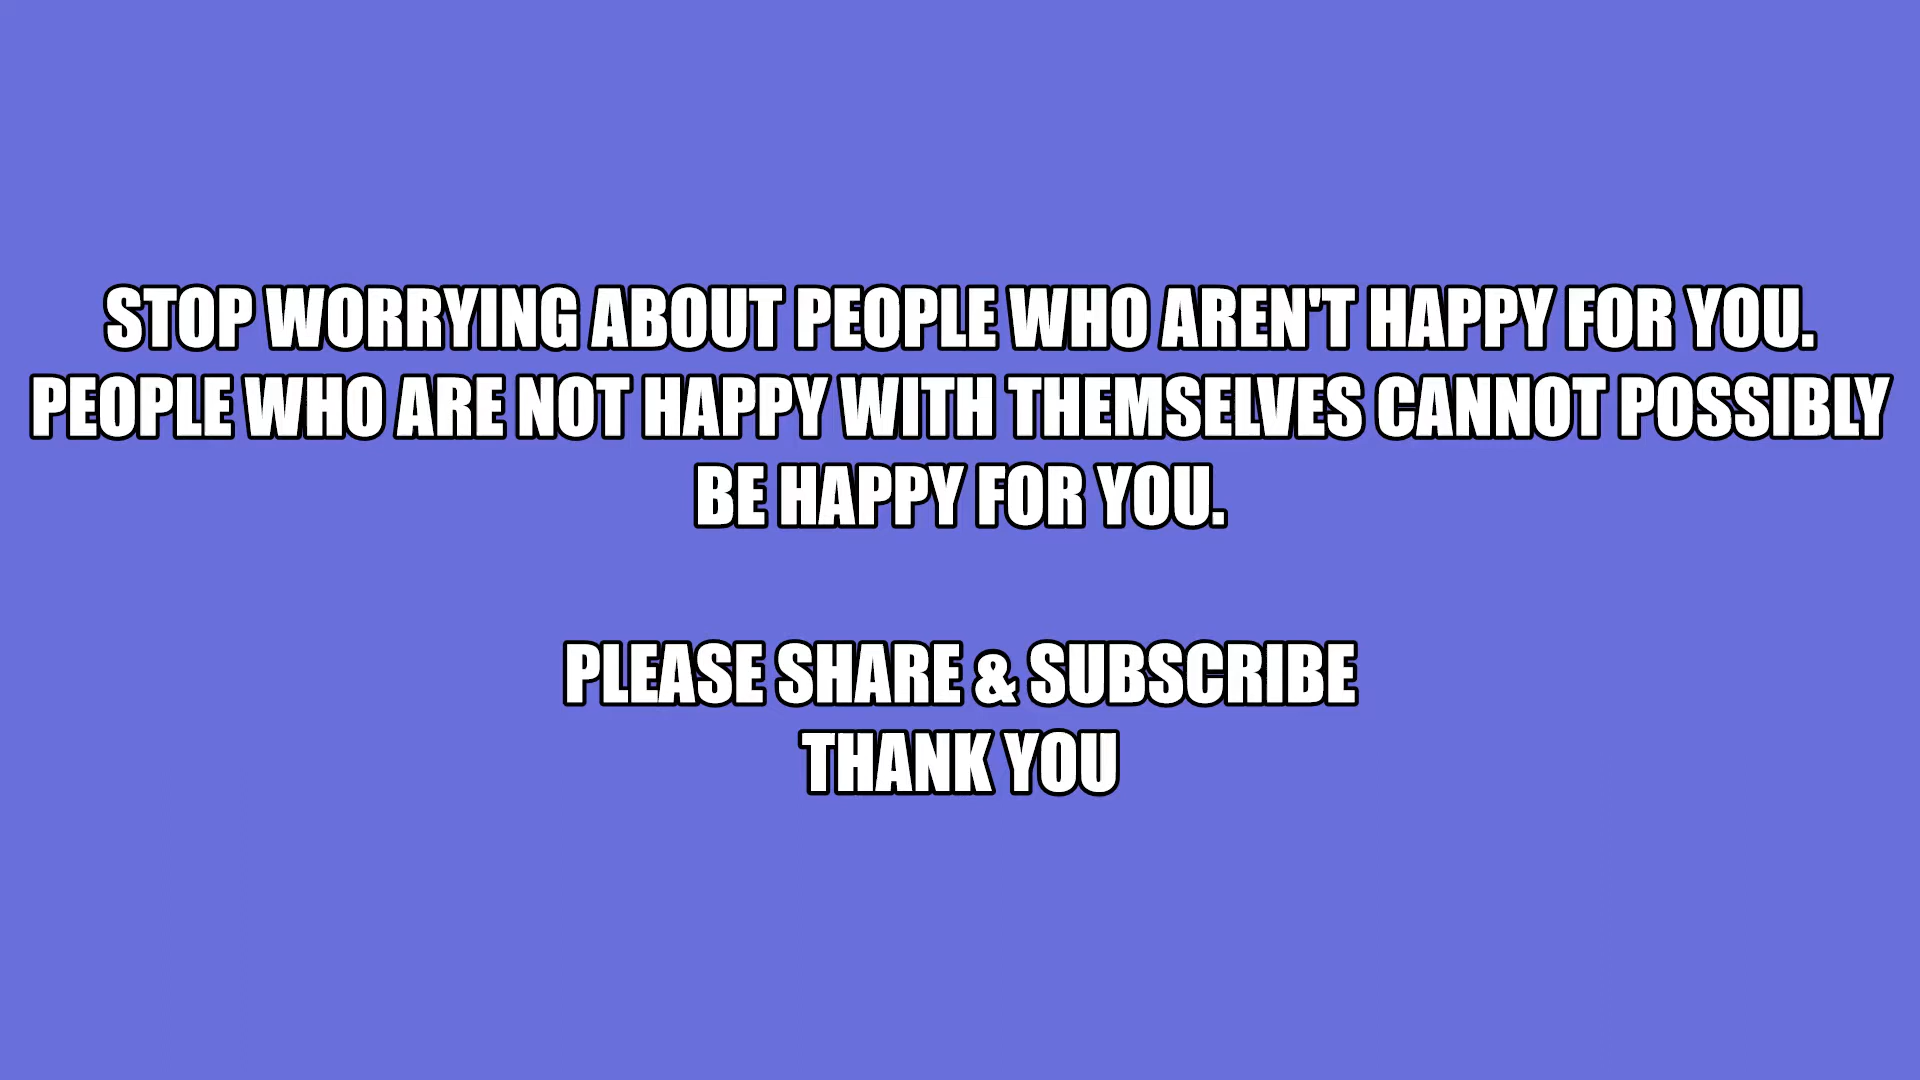 STOP WORRYING ABOUT PEOPLE WHO AREN'T HAPPY FOR YOU.
PEOPLE WHO ARE NOT HAPPY WITH THEMSELVES CANNOT POSSIBLY
BE HAPPY FOR YOU.
PLEASE SHARE & SUBSCRIBE
THANK YOU